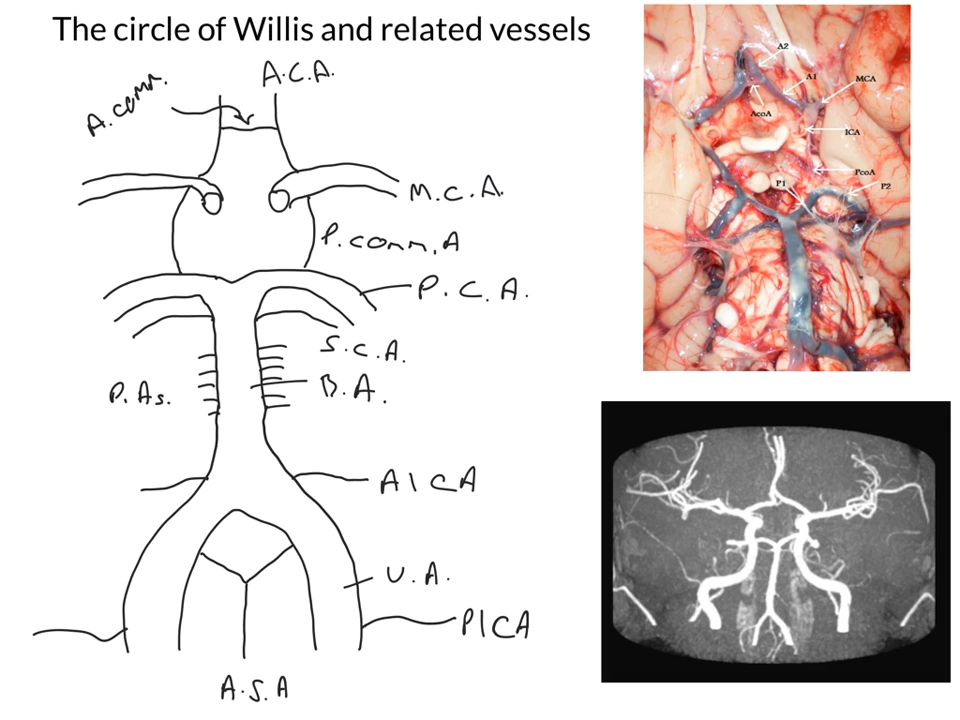 The circle of Willis and related vessels
A.comm.
A.C.A.
M.C.A.
P.comm.A
P.C.A.
S.C.A.
P.As.
B.A.
AICA
V.A.
PICA
A.S.A
A2
A1
MCA
AcoA
ICA
PcoA
P1
P2